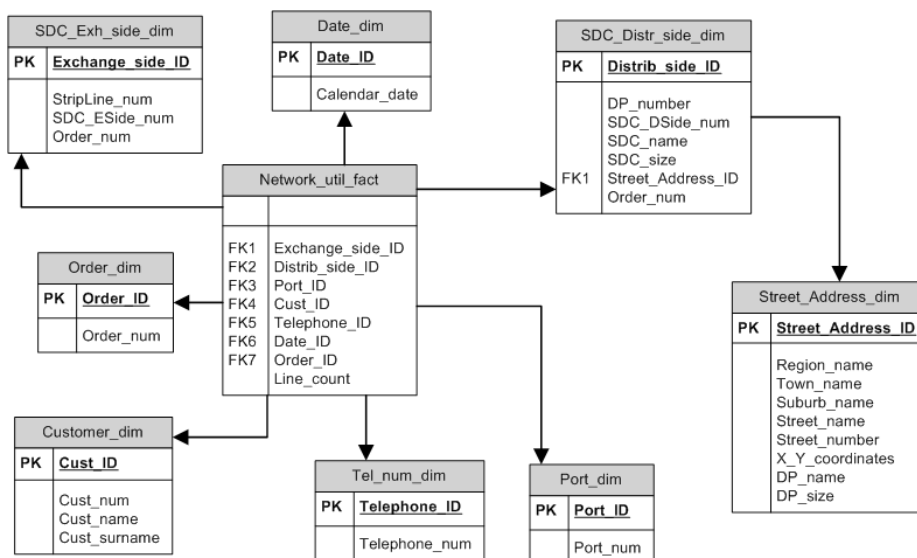 SDC_Exh_side_dim
PK Exchange_side_ID
StripLine_num
SDC_ESide_num
Order_num
Date_dim
PK Date_ID
Calendar_date
SDC_Distr_side_dim
PK Distrib_side_ID
DP_number
SDC_DSide_num
SDC_name
SDC_size
FK1 Street_Address_ID
Order_num
Network_util_fact
FK1 Exchange_side_ID
FK2 Distrib_side_ID
FK3 Port_ID
FK4 Cust_ID
FK5 Telephone_ID
FK6 Date_ID
FK7 Order_ID
Line_count
Order_dim
PK Order_ID
Order_num
Street_Address_dim
PK Street_Address_ID
Region_name
Town_name
Suburb_name
Street_name
Street_number
X_Y_coordinates
DP_name
DP_size
Customer_dim
PK Cust_ID
Cust_num
Cust_name
Cust_surname
Tel_num_dim
PK Telephone_ID
Telephone_num
Port_dim
PK Port_ID
Port_num